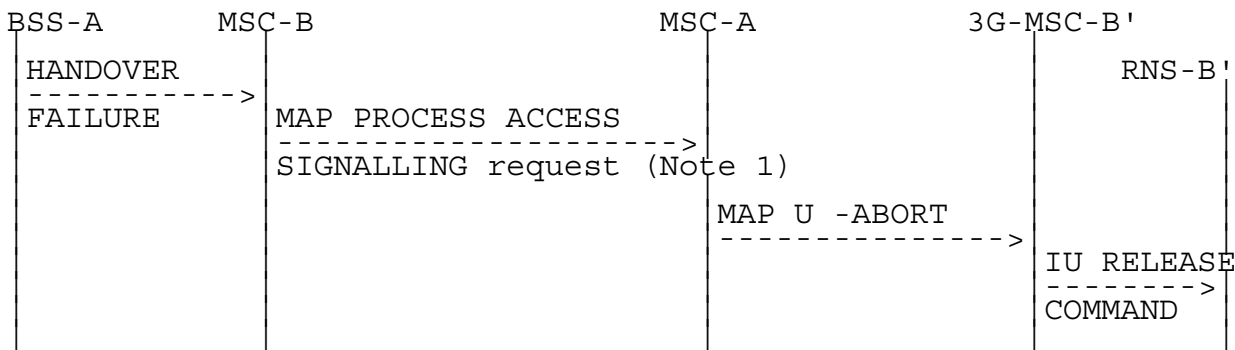 BSS-A MSC-B MSC-A 3G-MSC-B'
HANDOVER RNS-B'
----------->
FAILURE MAP PROCESS ACCESS
--------------------->
SIGNALLING request (Note 1)
MAP U -ABORT
--------------->
IU RELEASE
-------->
COMMAND